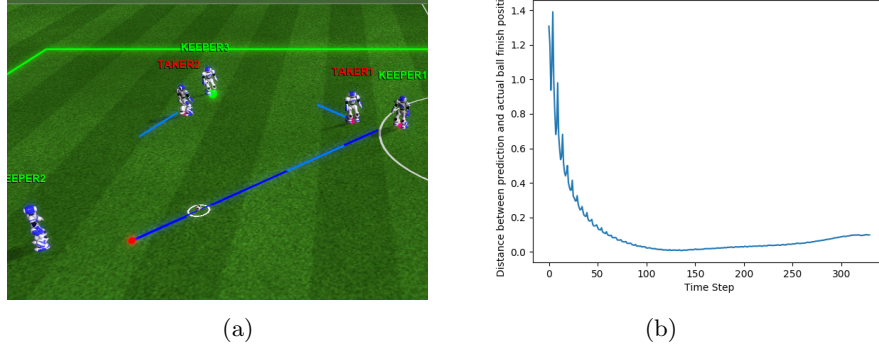 KEEPER3
TAKER2
TAKER1
KEEPER1
EEPER2
(a)
Distance between prediction and actual ball finish positi
1.4
1.2
1.0
0.8
0.6
0.4
0.2
0.0
0 50 100 150 200 250 300
Time Step
(b)